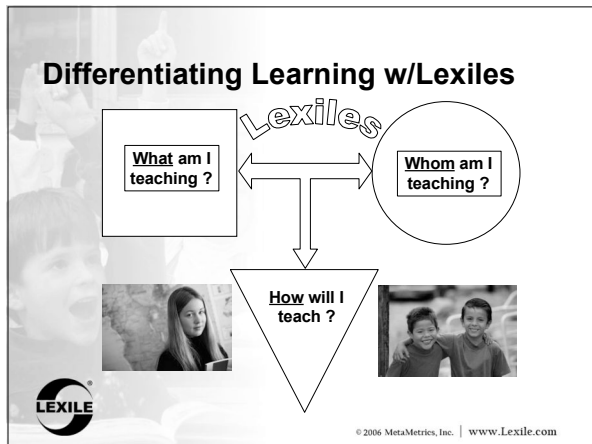 Differentiating Learning w/Lexiles
Lexiles
What am I
teaching ?
Whom am I
teaching ?
How will I
teach ?
LEXILE®
© 2006 MetaMetrics, Inc. | www.Lexile.com